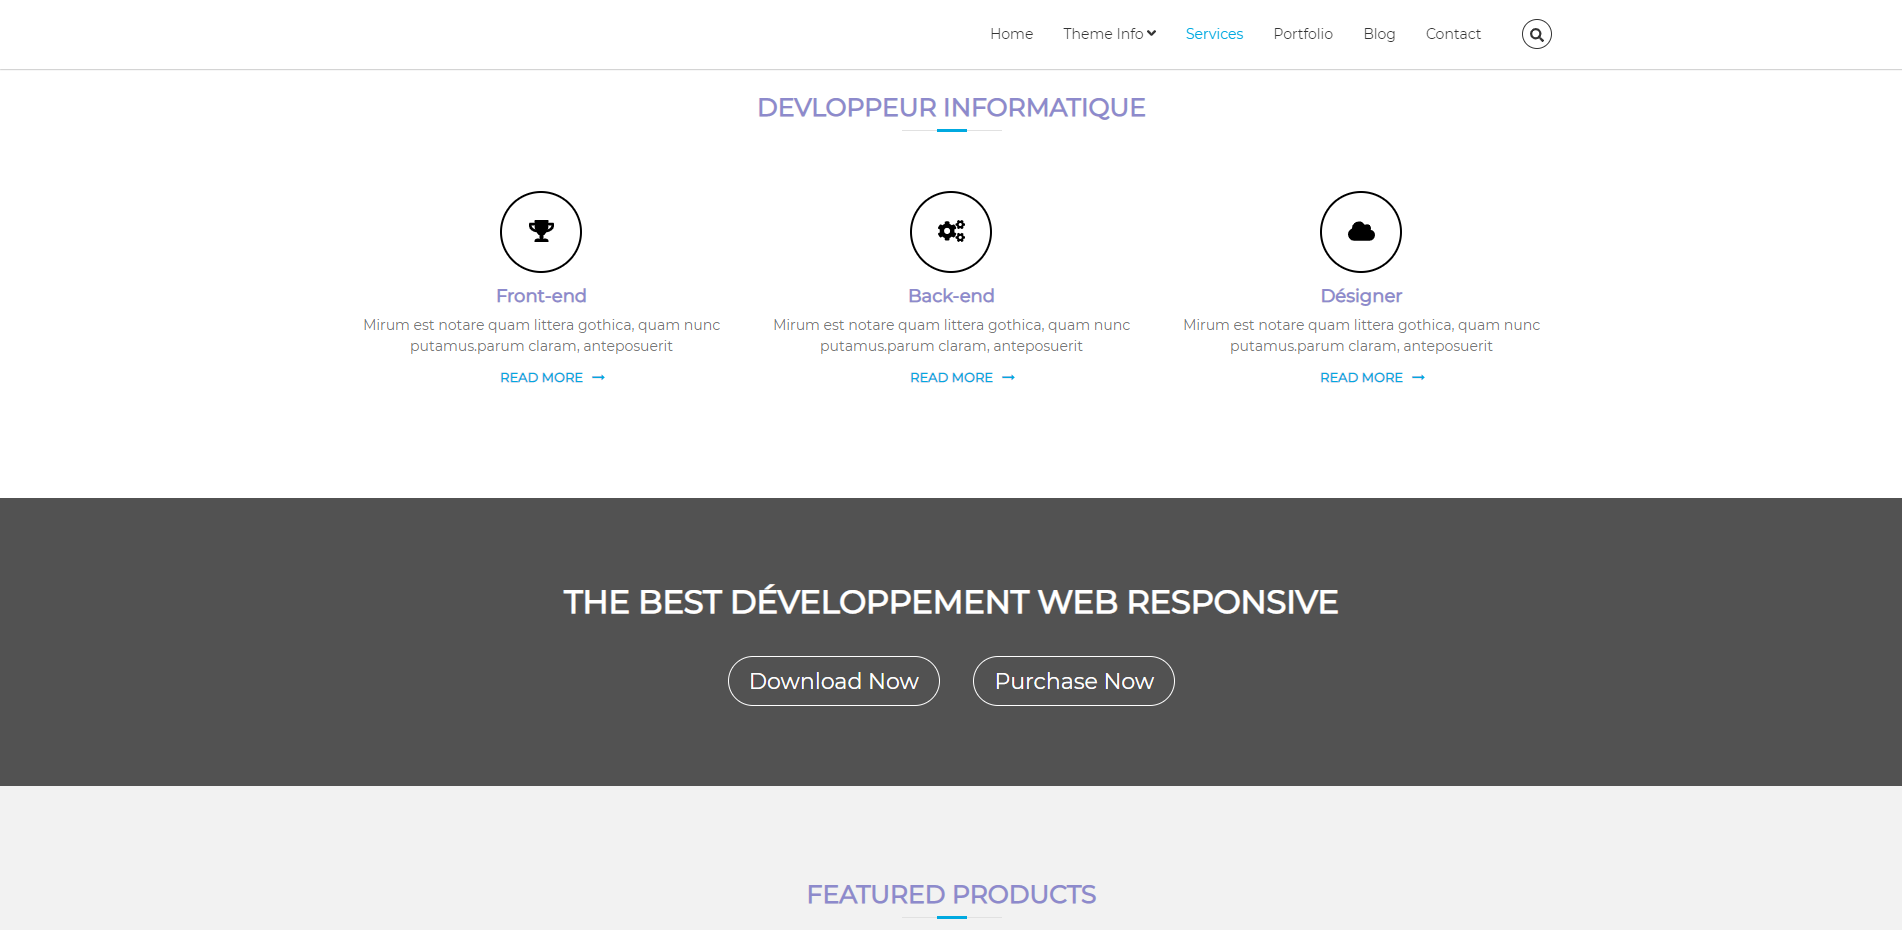 Home Theme Info Services Portfolio Blog Contact
DEVLOPPEUR INFORMATIQUE
Front-end
Mirum est notare quam littera gothica, quam nunc
putamus.parum claram, anteposuerit
READ MORE
Back-end
Mirum est notare quam littera gothica, quam nunc
putamus.parum claram, anteposuerit
READ MORE
Désigner
Mirum est notare quam littera gothica, quam nunc
putamus.parum claram, anteposuerit
READ MORE
THE BEST DÉVELOPPEMENT WEB RESPONSIVE
Download Now Purchase Now
FEATURED PRODUCTS